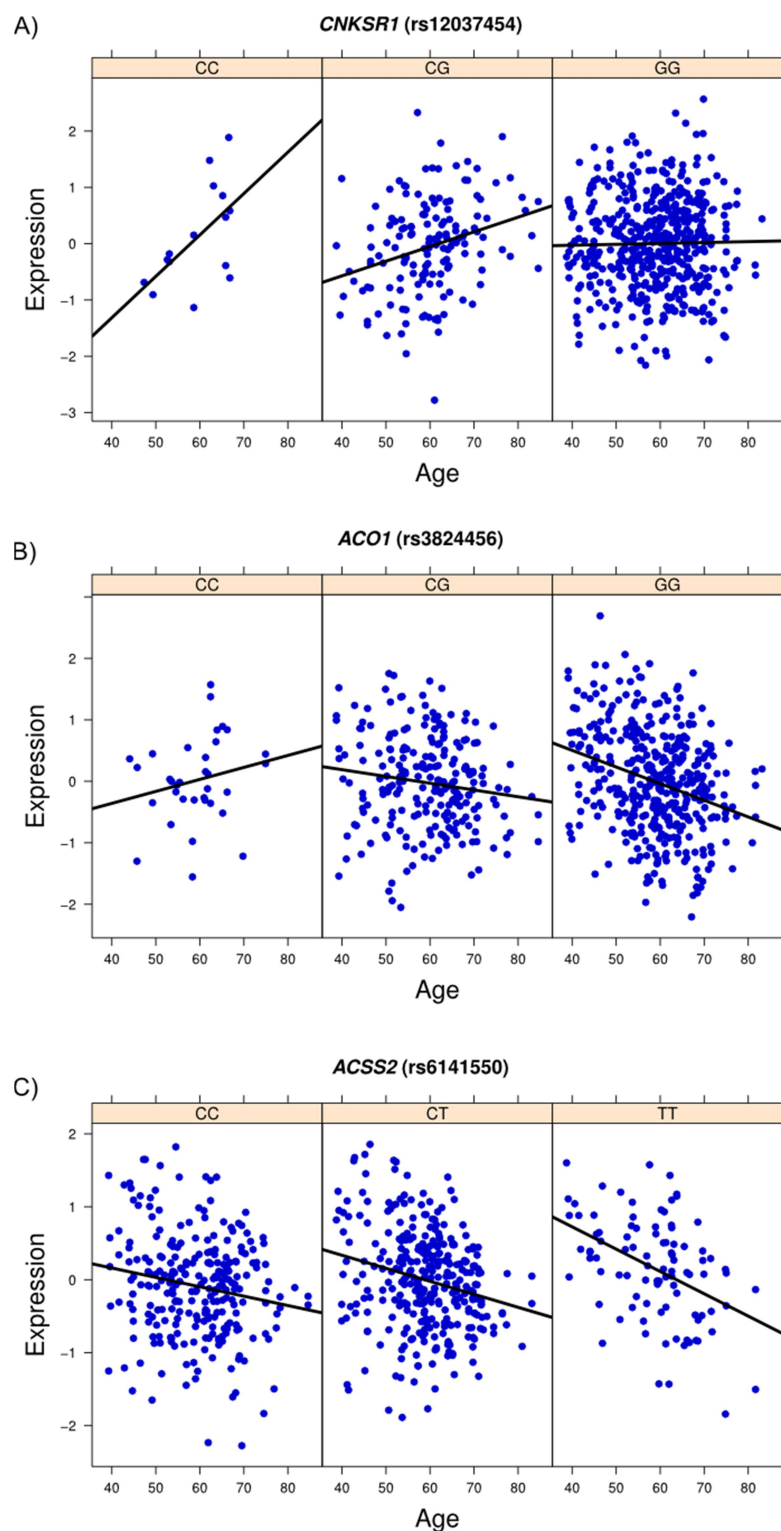 A)
CNKSR1 (rs12037454)
CC CG GG
Expression
2
1
0
−1
−2
−3
40 50 60 70 80 40 50 60 70 80 40 50 60 70 80
Age
B)
ACO1 (rs3824456)
CC CG GG
Expression
2
1
0
−1
−2
40 50 60 70 80 40 50 60 70 80 40 50 60 70 80
Age
C)
ACSS2 (rs6141550)
CC CT TT
Expression
2
1
0
−1
−2
40 50 60 70 80 40 50 60 70 80 40 50 60 70 80
Age